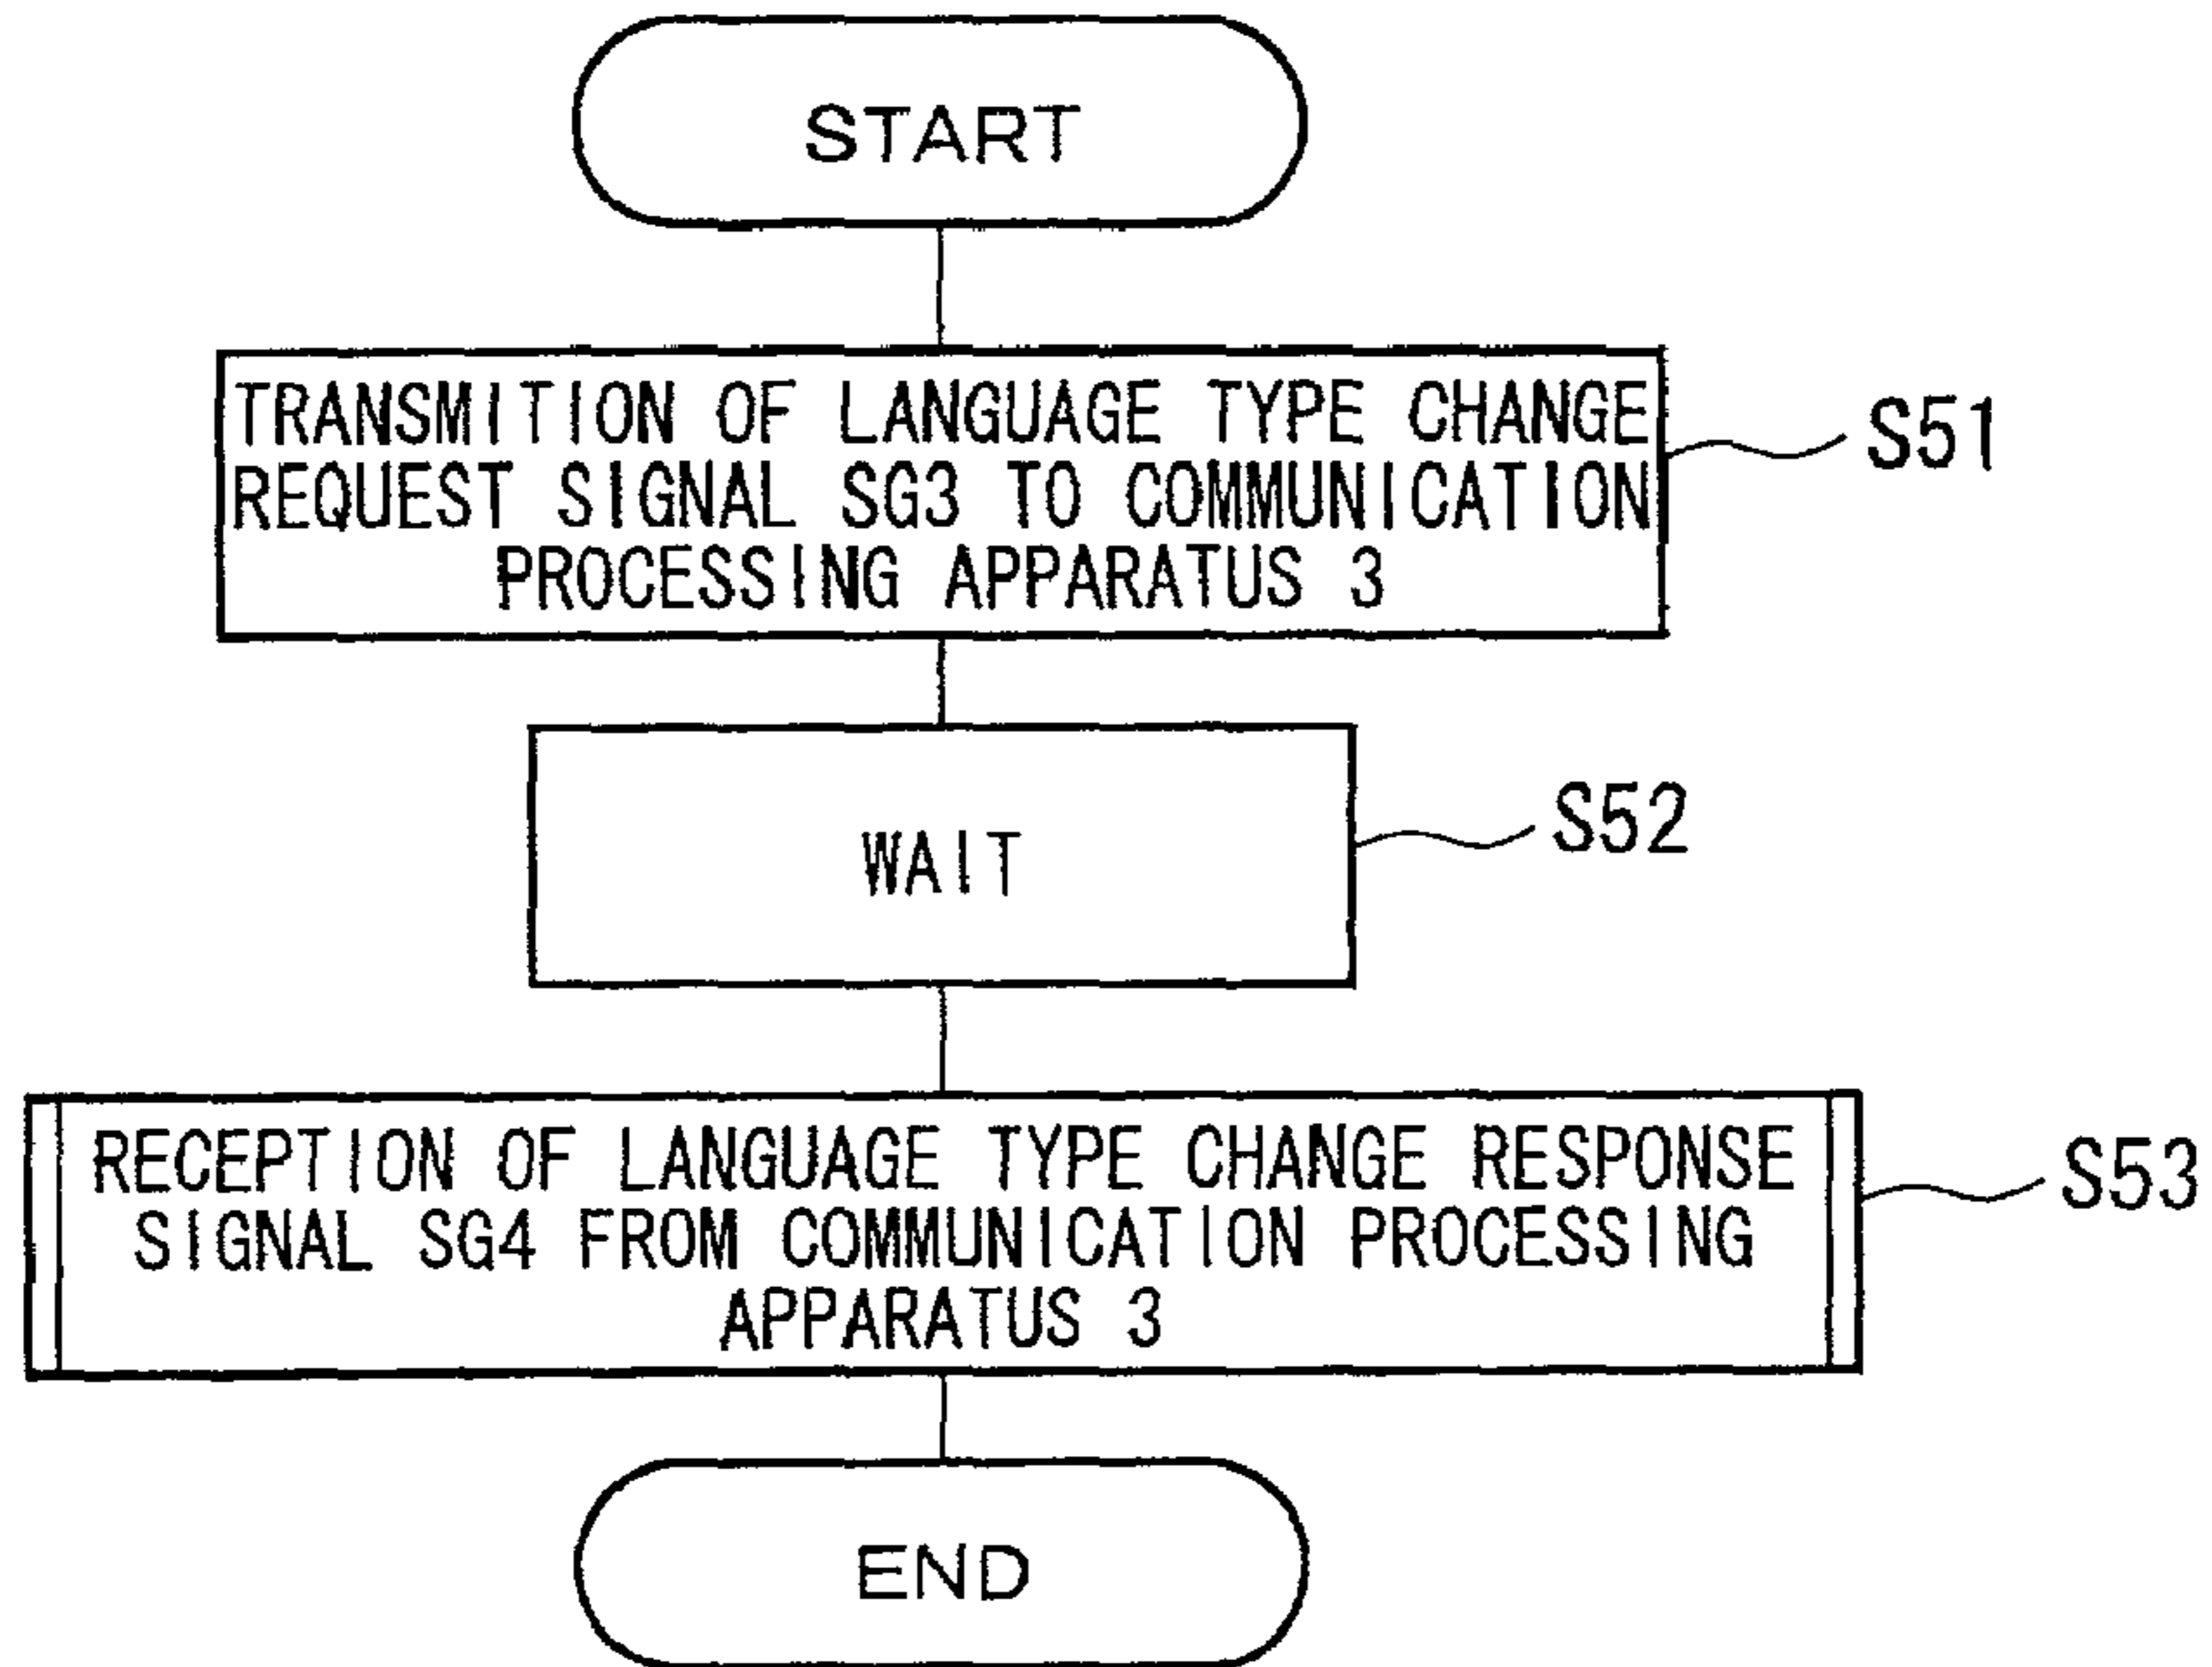 START
TRANSMITION OF LANGUAGE TYPE CHANGE
REQUEST SIGNAL SG3 TO COMMUNICATION
PROCESSING APPARATUS 3
S51
WAIT
S52
RECEPTION OF LANGUAGE TYPE CHANGE RESPONSE
SIGNAL SG4 FROM COMMUNICATION PROCESSING
APPARATUS 3
S53
END